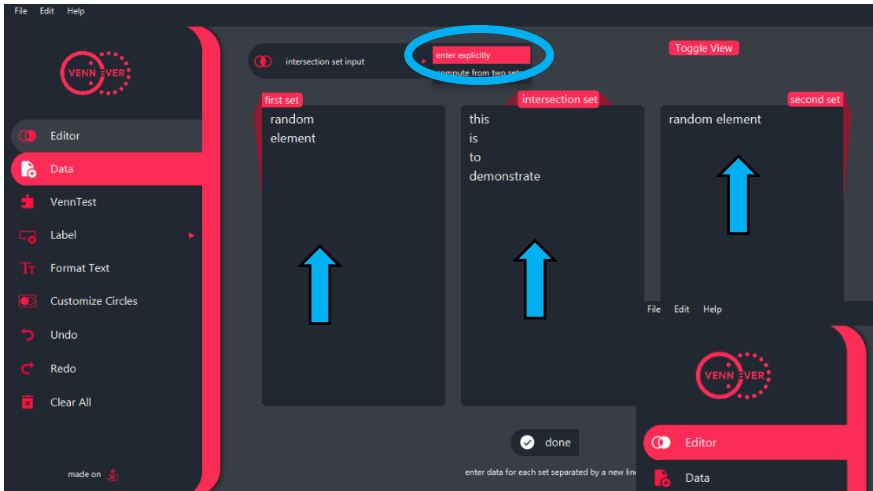 File Edit Help
VENN EVER
Editor
Data
VennTest
Label
Format Text
Customize Circles
Undo
Redo
Clear All
made on
intersection set input
enter explicitly
compute from two sets
Toggle View
first set
random
element
intersection set
this
is
to
demonstrate
second set
random element
done
enter data for each set separated by a new line
File Edit Help
VENN EVER
Editor
Data